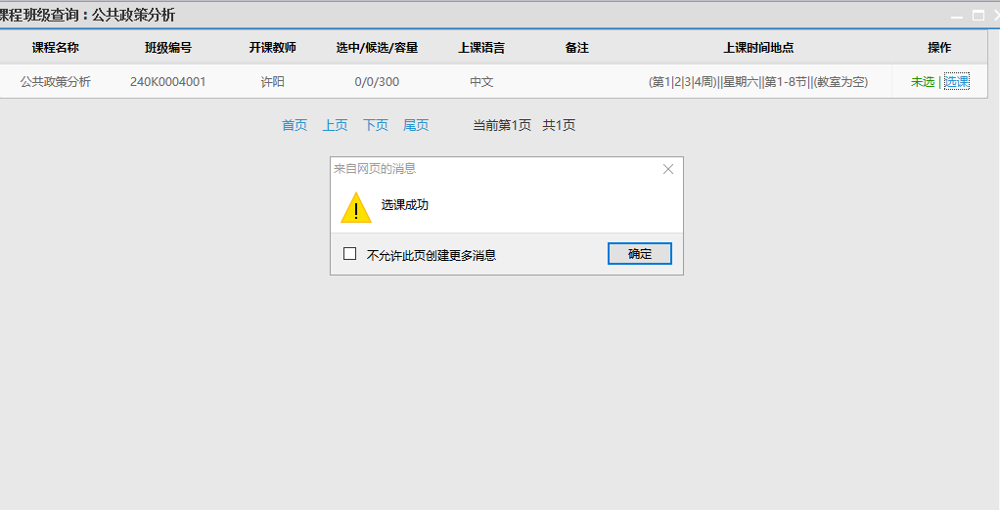 课程班级查询：公共政策分析
课程名称 班级编号 开课教师 选中/候选/容量 上课语言 备注 上课时间地点 操作
公共政策分析 240K0004001 许阳 0/0/300 中文 (第1|2|3|4周)||星期六||第1-8节||(教室为空) 未选 | 选课
首页 上页 下页 尾页 当前第1页 共1页
来自网页的消息
选课成功
不允许此页创建更多消息 确定